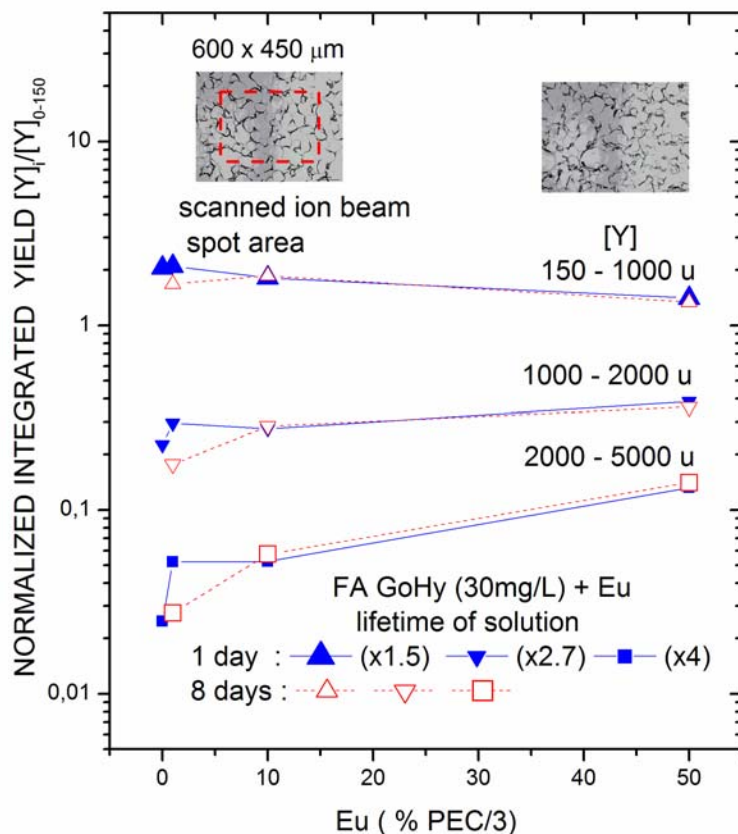 600 x 450 μm
scanned ion beam
spot area
[Y]
150 - 1000 u
1000 - 2000 u
2000 - 5000 u
FA GoHy (30mg/L) + Eu
lifetime of solution
1 day : (x1.5) (x2.7) (x4)
8 days :
NORMALIZED INTEGRATED YIELD [Y]i/[Y]0-150
10
1
0,1
0,01
0 10 20 30 40 50
Eu ( % PEC/3)